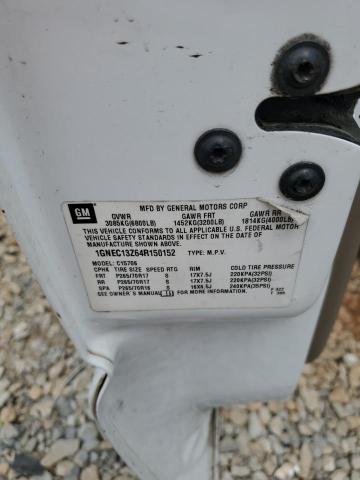 GM
MFD BY GENERAL MOTORS CORP
GVWR GAWR FRT GAWR RR
3085KG(6800LB) 1452KG(3200LB) 1814KG(4000LB)
THIS VEHICLE CONFORMS TO ALL APPLICABLE U.S. FEDERAL MOTOR
VEHICLE SAFETY STANDARDS IN EFFECT ON THE DATE OF
MANUFACTURE SHOWN ABOVE.
1GNEC13Z64R150152 TYPE: M.P.V.
MODEL: C15706
CPHK TIRE SIZE SPEED RTG RIM COLD TIRE PRESSURE
FRT P265/70R17 S 17X7.5J 220KPA(32PSI)
RR P265/70R17 S 17X7.5J 220KPA(32PSI)
SPA P265/70R16 S 16X6.5J 240KPA(35PSI)
SEE OWNER'S MANUAL